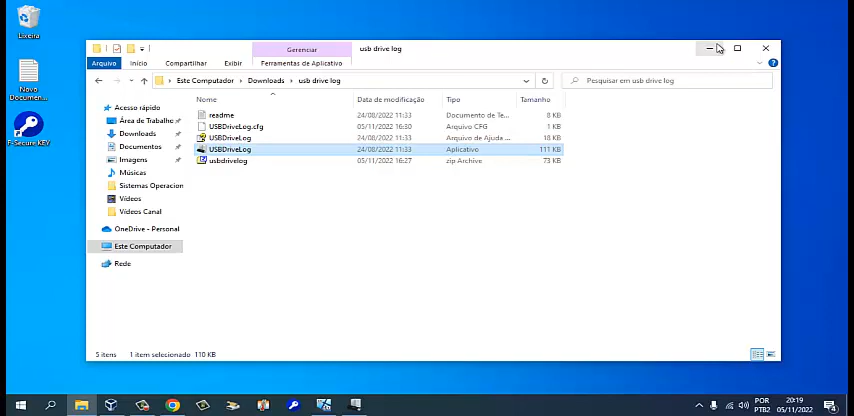 Lixeira
Novo
Documen...
F-Secure KEY
Gerenciar
usb drive log
Arquivo Início Compartilhar Exibir Ferramentas de Aplicativo
Este Computador > Downloads > usb drive log
Pesquisar em usb drive log
Nome Data de modificação Tipo Tamanho
readme 24/08/2022 11:33 Documento de Te... 8 KB
USBDriveLog.cfg 05/11/2022 16:30 Arquivo CFG 1 KB
USBDriveLog 24/08/2022 11:33 Arquivo de Ajuda ... 18 KB
USBDriveLog 24/08/2022 11:33 Aplicativo 111 KB
usbdrivelog 05/11/2022 16:27 zip Archive 73 KB
Acesso rápido
Área de Trabalho
Downloads
Documentos
Imagens
Músicas
Sistemas Operacion
Vídeos
Vídeos Canal
OneDrive - Personal
Este Computador
Rede
5 itens 1 item selecionado 110 KB
POR 20:19
PTB2 05/11/2022
4